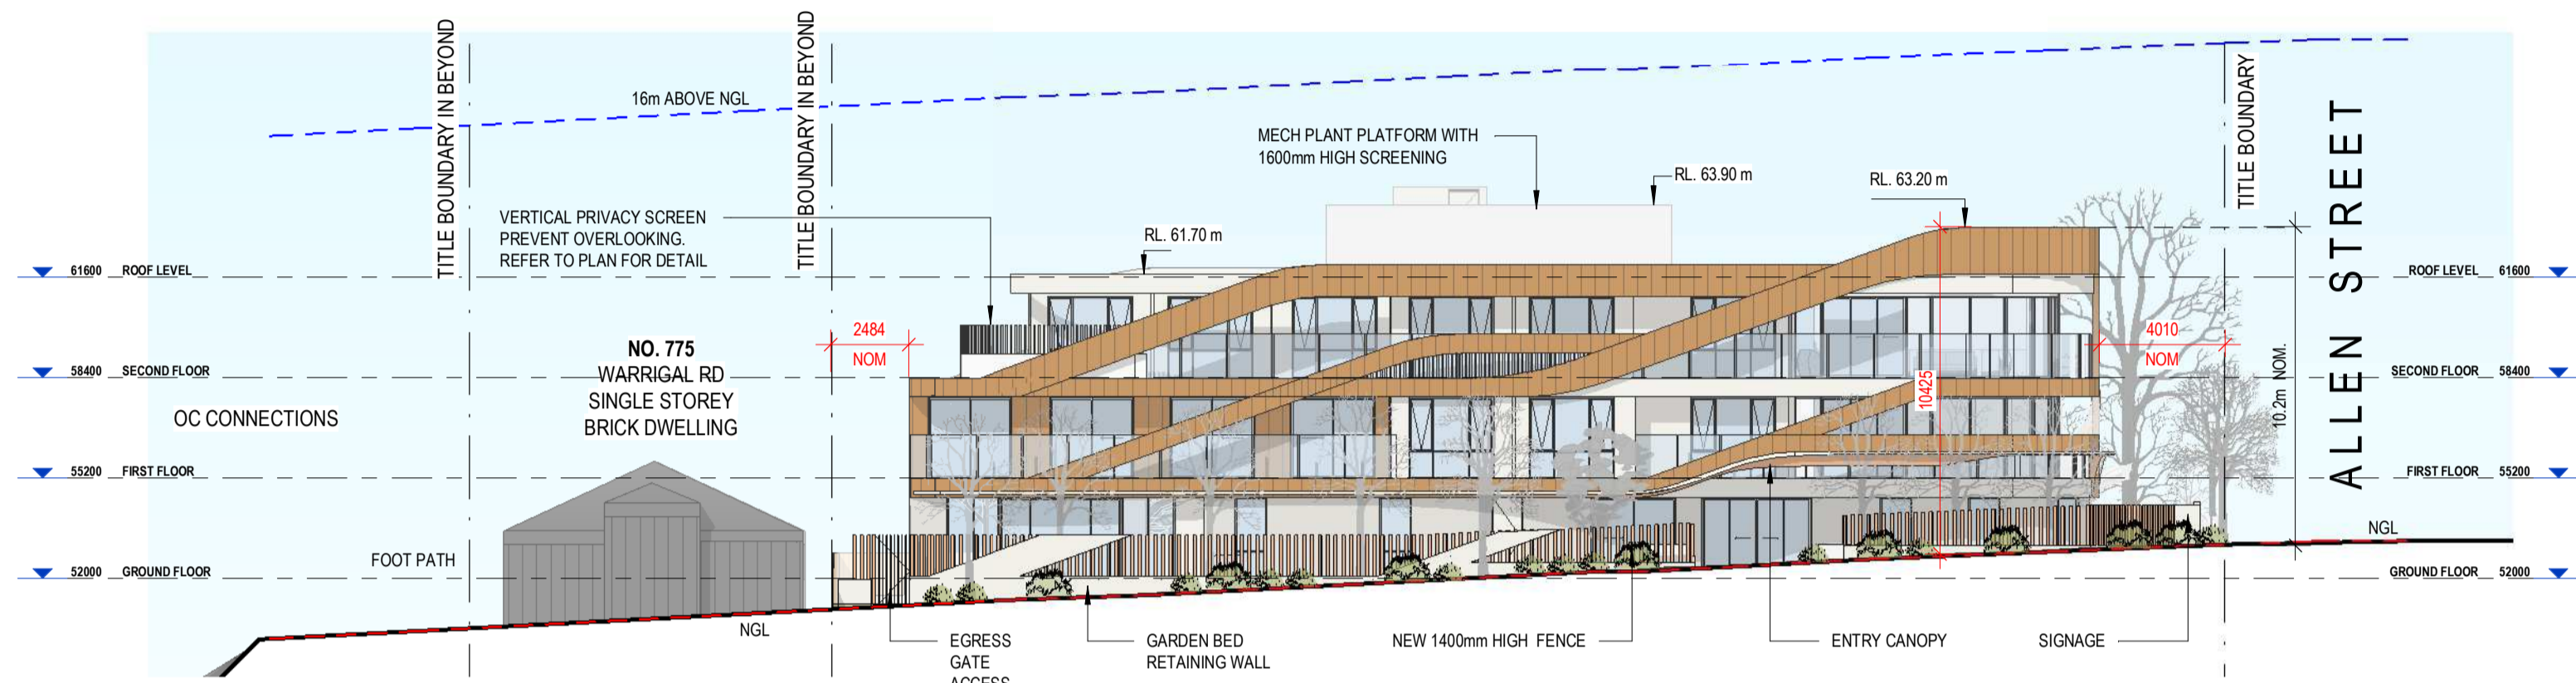 TITLE BOUNDARY IN BEYOND
TITLE BOUNDARY IN BEYOND
16m ABOVE NGL
MECH PLANT PLATFORM WITH
1600mm HIGH SCREENING
RL. 63.90 m
RL. 63.20 m
TITLE BOUNDARY
ALLEN STREET
VERTICAL PRIVACY SCREEN
PREVENT OVERLOOKING.
REFER TO PLAN FOR DETAIL
RL. 61.70 m
61600 ROOF LEVEL
ROOF LEVEL 61600
2484
NOM
4010
NOM
NO. 775
WARRIGAL RD
SINGLE STOREY
BRICK DWELLING
58400 SECOND FLOOR
SECOND FLOOR 58400
10425
10.2m NOM.
OC CONNECTIONS
55200 FIRST FLOOR
FIRST FLOOR 55200
NGL
FOOT PATH
52000 GROUND FLOOR
GROUND FLOOR 52000
NGL
EGRESS
GATE
ACCESS
GARDEN BED
RETAINING WALL
NEW 1400mm HIGH FENCE
ENTRY CANOPY
SIGNAGE